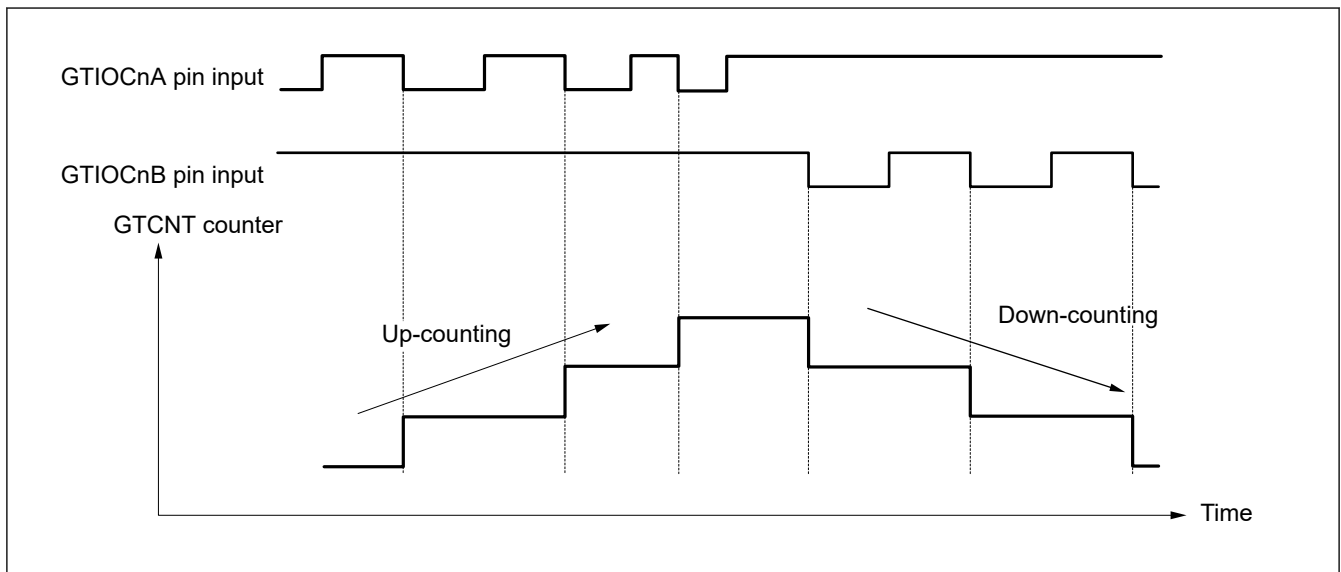 GTIOCnA pin input
GTIOCnB pin input
GTCNT counter
Up-counting
Down-counting
Time